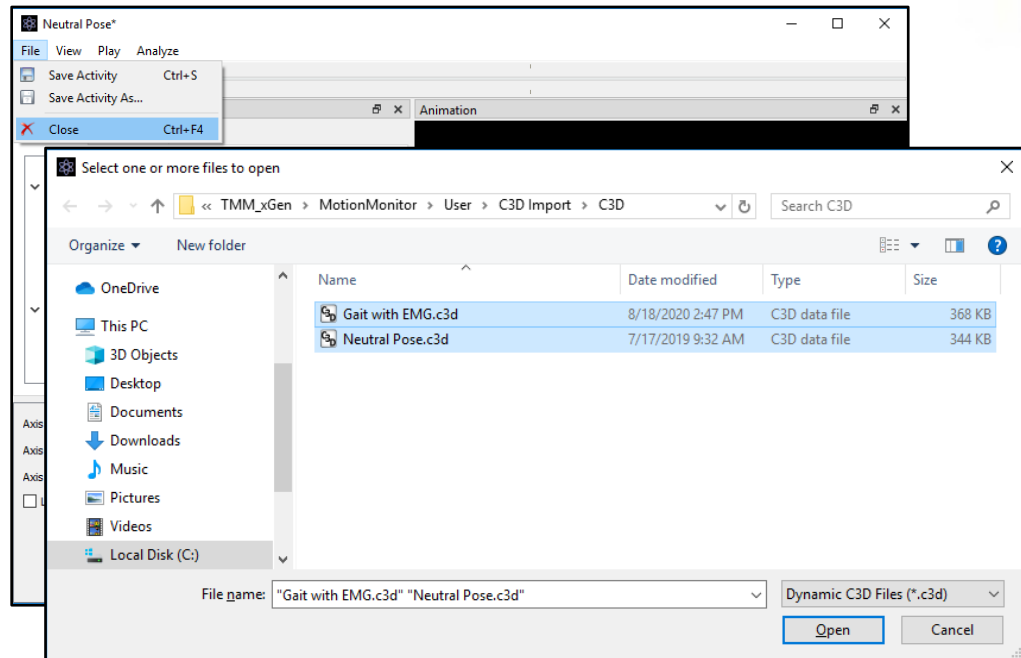 Neutral Pose*
File View Play Analyze
Save Activity Ctrl+S
Save Activity As...
Close Ctrl+F4
Animation
Select one or more files to open
« TMM_xGen › MotionMonitor › User › C3D Import › C3D
Search C3D
Organize New folder
Name Date modified Type Size
OneDrive
This PC
3D Objects
Desktop
Documents
Downloads
Music
Pictures
Videos
Local Disk (C:)
Gait with EMG.c3d 8/18/2020 2:47 PM C3D data file 368 KB
Neutral Pose.c3d 7/17/2019 9:32 AM C3D data file 344 KB
Axis
Axis
Axis
File name: "Gait with EMG.c3d" "Neutral Pose.c3d"
Dynamic C3D Files (*.c3d)
Open Cancel